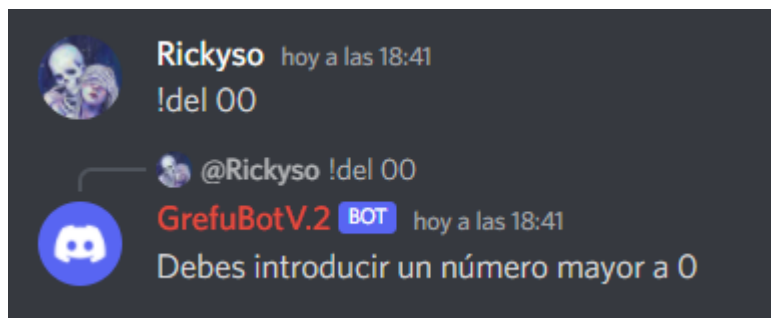 Rickyso hoy a las 18:41
!del 00
@Rickyso !del 00
GrefuBotV.2 BOT hoy a las 18:41
Debes introducir un número mayor a 0